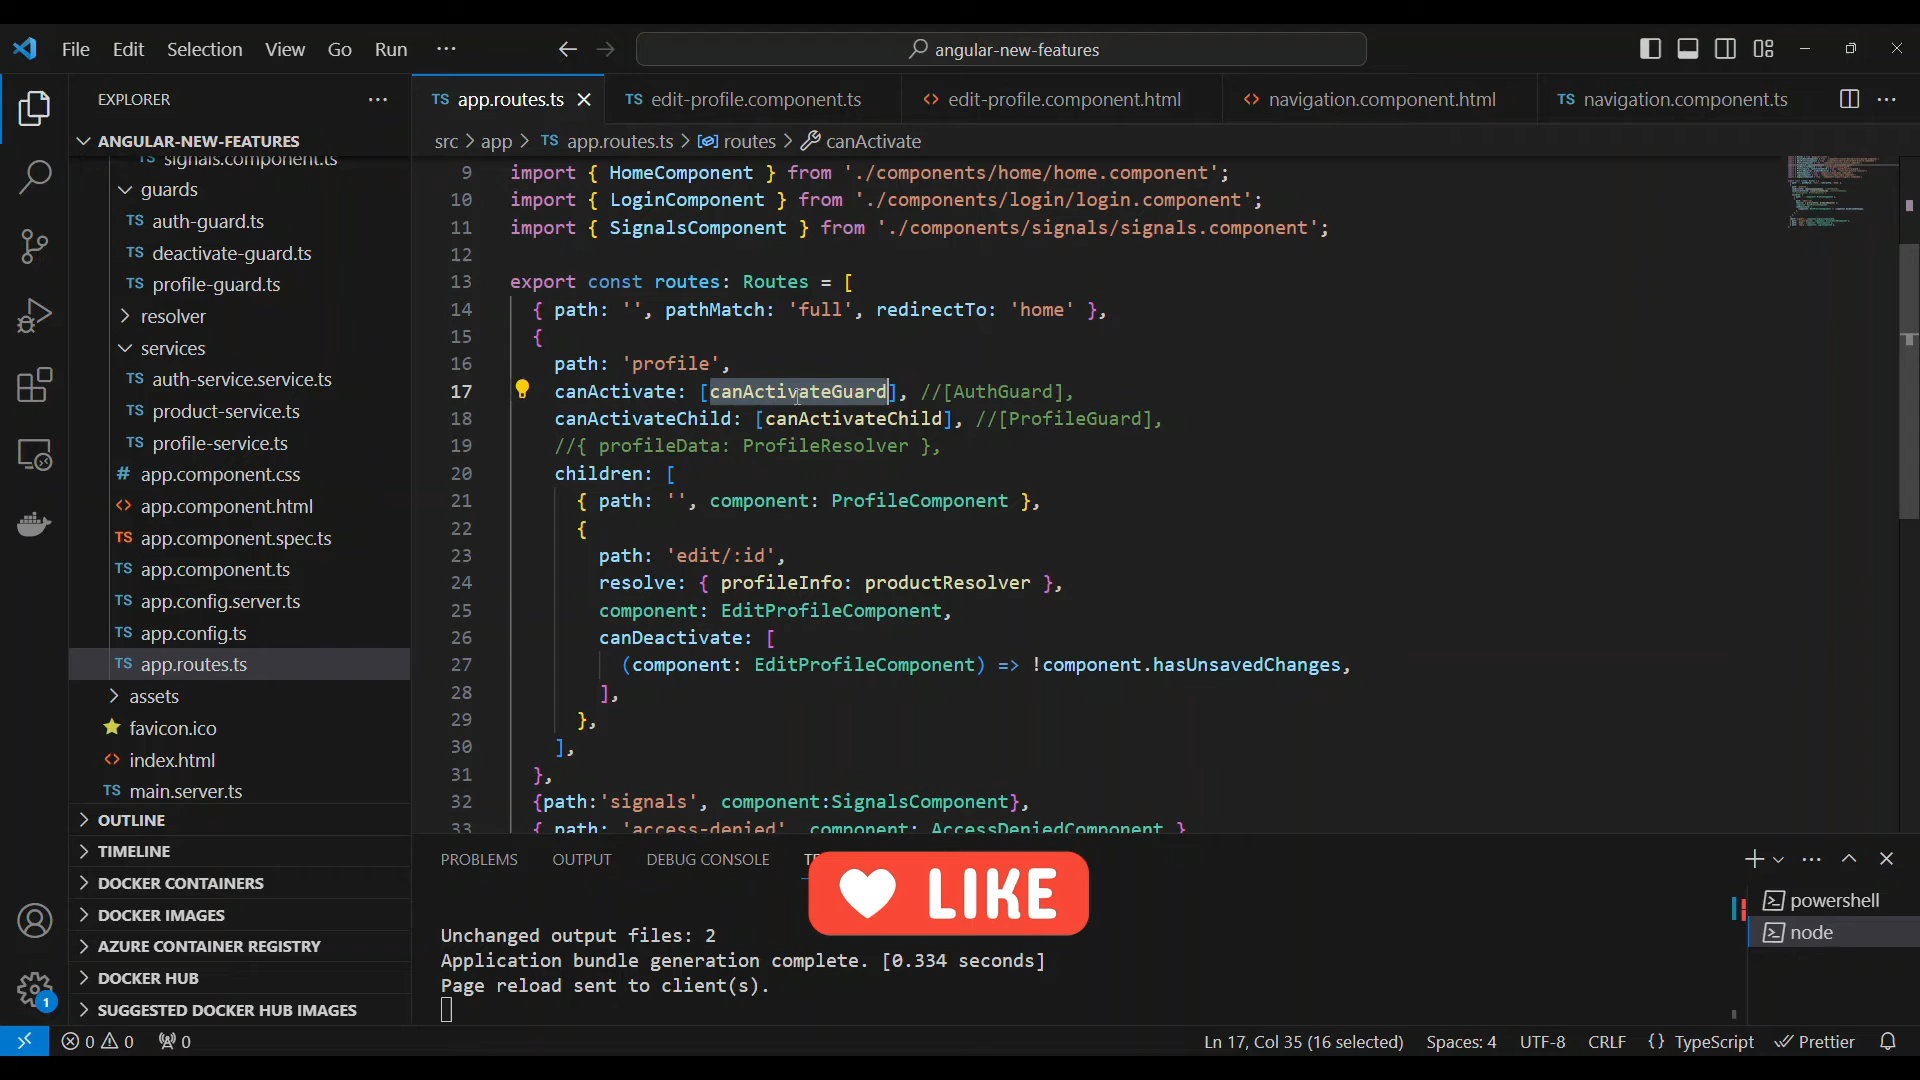 File Edit Selection View Go Run ··· angular-new-features
EXPLORER ···
ANGULAR-NEW-FEATURES
TS signals.component.ts
guards
TS auth-guard.ts
TS deactivate-guard.ts
TS profile-guard.ts
resolver
services
TS auth-service.service.ts
TS product-service.ts
TS profile-service.ts
# app.component.css
<> app.component.html
TS app.component.spec.ts
TS app.component.ts
TS app.config.server.ts
TS app.config.ts
TS app.routes.ts
assets
favicon.ico
<> index.html
TS main.server.ts
OUTLINE
TIMELINE
DOCKER CONTAINERS
DOCKER IMAGES
AZURE CONTAINER REGISTRY
DOCKER HUB
SUGGESTED DOCKER HUB IMAGES
1
TS app.routes.ts TS edit-profile.component.ts <> edit-profile.component.html <> navigation.component.html TS navigation.component.ts ···
src > app > TS app.routes.ts > routes > canActivate
9 import { HomeComponent } from './components/home/home.component';
10 import { LoginComponent } from './components/login/login.component';
11 import { SignalsComponent } from './components/signals/signals.component';
12
13 export const routes: Routes = [
14 { path: '', pathMatch: 'full', redirectTo: 'home' },
15 {
16 path: 'profile',
17 canActivate: [canActivateGuard], //[AuthGuard],
18 canActivateChild: [canActivateChild], //[ProfileGuard],
19 //{ profileData: ProfileResolver },
20 children: [
21 { path: '', component: ProfileComponent },
22 {
23 path: 'edit/:id',
24 resolve: { profileInfo: productResolver },
25 component: EditProfileComponent,
26 canDeactivate: [
27 (component: EditProfileComponent) => !component.hasUnsavedChanges,
28 ],
29 },
30 ],
31 },
32 {path:'signals', component:SignalsComponent},
33 { path: 'access-denied', component: AccessDeniedComponent }
PROBLEMS OUTPUT DEBUG CONSOLE
LIKE
Unchanged output files: 2
Application bundle generation complete. [0.334 seconds]
Page reload sent to client(s).
powershell
node
0 0 0 Ln 17, Col 35 (16 selected) Spaces: 4 UTF-8 CRLF {} TypeScript Prettier